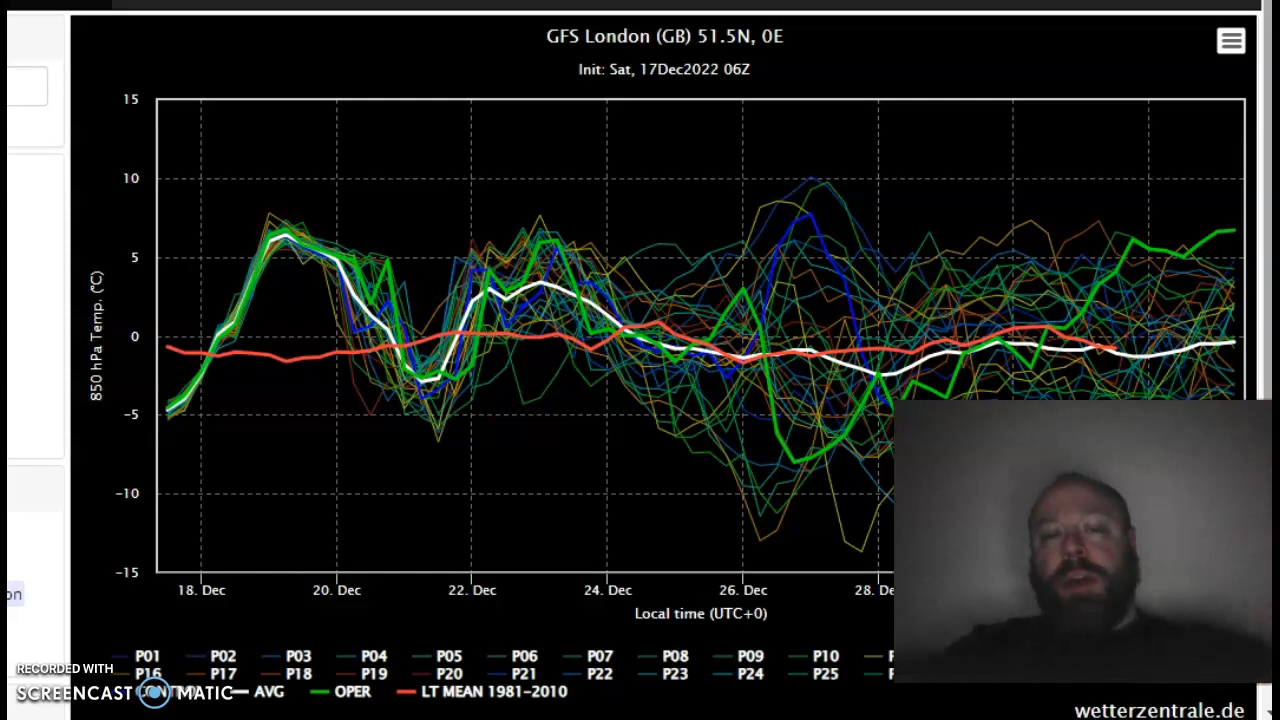 GFS London (GB) 51.5N, 0E
Init: Sat, 17Dec2022 06Z
15
10
5
0
−5
−10
−15
850 hPa Temp. (°C)
18. Dec 20. Dec 22. Dec 24. Dec 26. Dec 28. De
Local time (UTC+0)
on
P01 P02 P03 P04 P05 P06 P07 P08 P09 P10 P
P16 P17 P18 P19 P20 P21 P22 P23 P24 P25
AVG OPER LT MEAN 1981-2010
RECORDED WITH
SCREENCAST MATIC
wetterzentrale.de